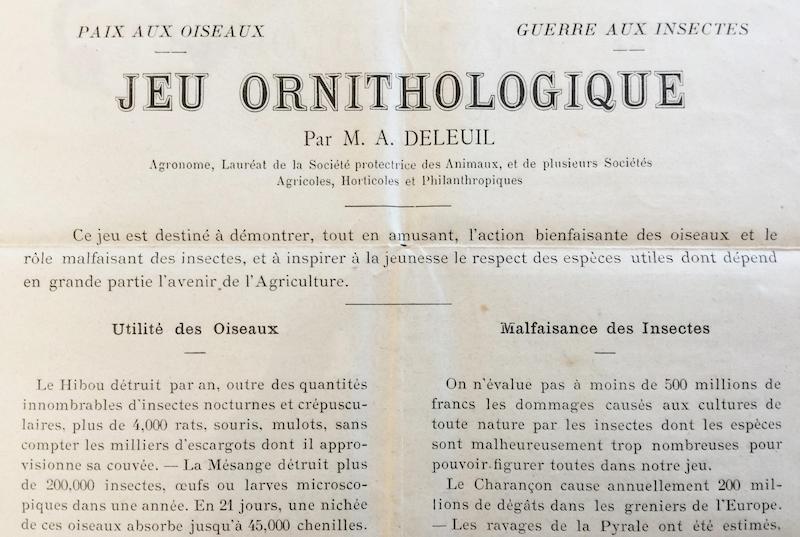 PAIX AUX OISEAUX
GUERRE AUX INSECTES
JEU ORNITHOLOGIQUE
Par M. A. DELEUIL
Agronome, Lauréat de la Société protectrice des Animaux, et de plusieurs Sociétés
Agricoles, Horticoles et Philanthropiques
Ce jeu est destiné à démontrer, tout en amusant, l'action bienfaisante des oiseaux et le
rôle malfaisant des insectes, et à inspirer à la jeunesse le respect des espèces utiles dont dépend
en grande partie l'avenir de l'Agriculture.
Utilité des Oiseaux
Le Hibou détruit par an, outre des quantités
innombrables d'insectes nocturnes et crépuscu-
laires, plus de 4,000 rats, souris, mulots, sans
compter les milliers d'escargots dont il appro-
visionne sa couvée. — La Mésange détruit plus
de 200,000 insectes, œufs ou larves microsco-
piques dans une année. En 21 jours, une nichée
de ces oiseaux absorbe jusqu'à 45,000 chenilles.
Malfaisance des Insectes
On n'évalue pas à moins de 500 millions de
francs les dommages causés aux cultures de
toute nature par les insectes dont les espèces
sont malheureusement trop nombreuses pour
pouvoir figurer toutes dans notre jeu.
Le Charançon cause annuellement 200 mil-
lions de dégâts dans les greniers de l'Europe.
— Les ravages de la Pyrale ont été estimés,